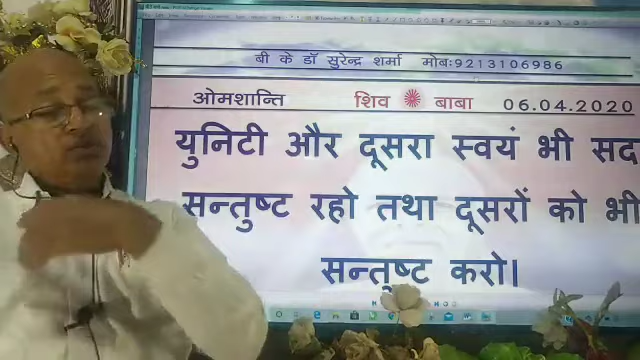 बी के डॉ सुरेन्द्र शर्मा मोबः9213106986
ओमशान्ति शिव बाबा 06.04.2020
युनिटी और दूसरा स्वयं भी सद
सन्तुष्ट रहो तथा दूसरों को भी
सन्तुष्ट करो।